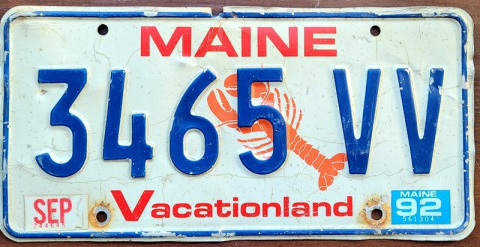 MAINE
3465 VV
SEP
Vacationland
MAINE
92